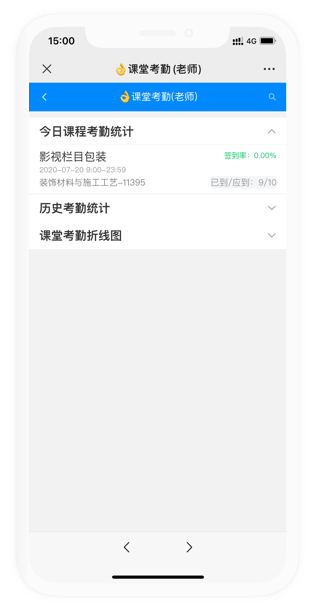 15:00
4G
👌课堂考勤 (老师)
👌课堂考勤(老师)
今日课程考勤统计
影视栏目包装
签到率：0.00%
2020-07-20 9:00-23:59
装饰材料与施工工艺-11395
已到/应到：9/10
历史考勤统计
课堂考勤折线图